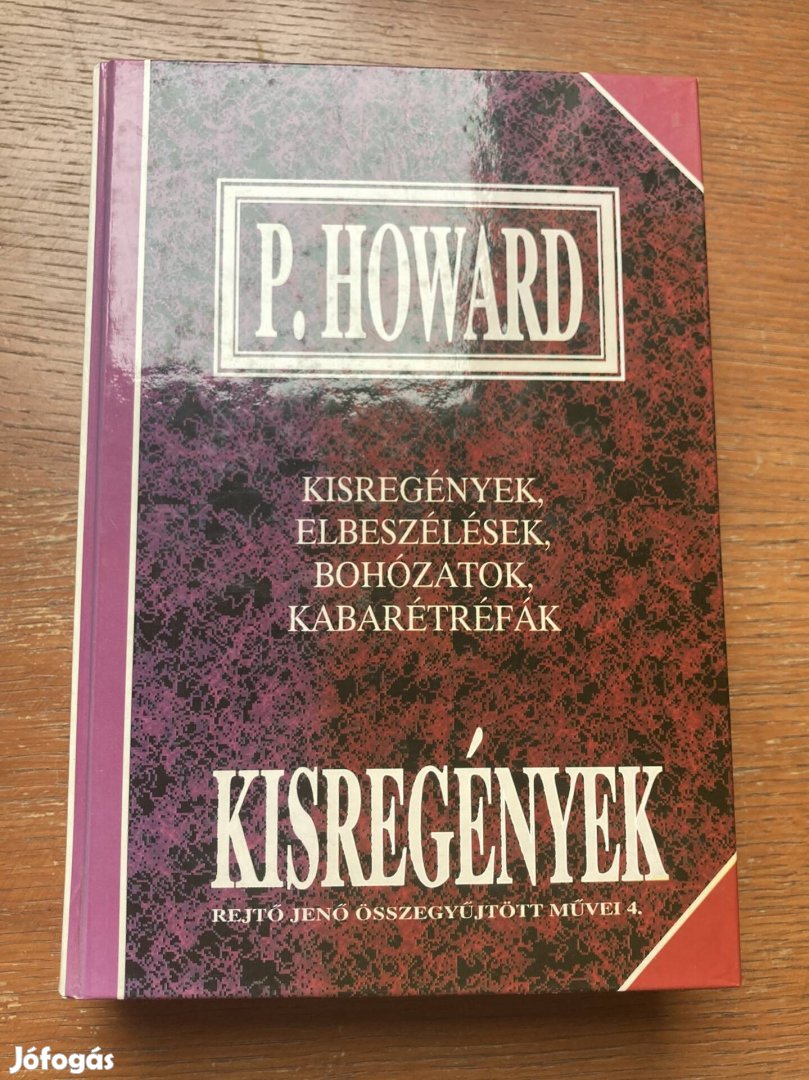 P. HOWARD
KISREGÉNYEK,
ELBESZÉLÉSEK,
BOHÓZATOK,
KABARÉTRÉFÁK
KISREGÉNYEK
REJTŐ JENŐ ÖSSZEGYŰJTÖTT MŰVEI 4.
Jófogás